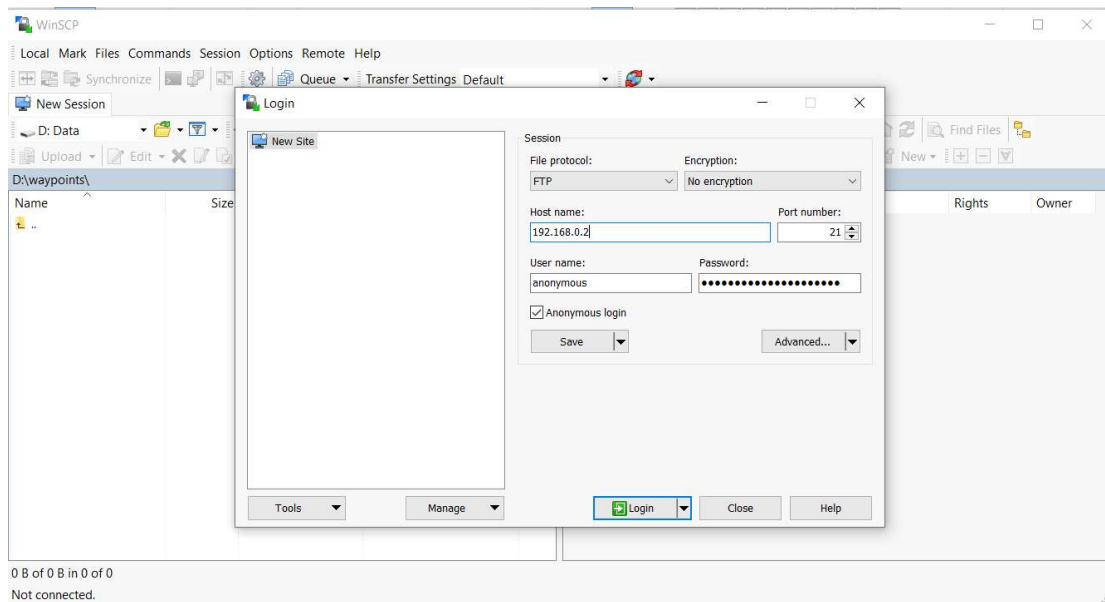 WinSCP
Local Mark Files Commands Session Options Remote Help
Synchronize Queue Transfer Settings Default
New Session
D: Data Find Files
Upload Edit New
D:\waypoints\
Name Size Rights Owner
..
Login
New Site
Session
File protocol: Encryption:
FTP No encryption
Host name: Port number:
192.168.0.2 21
User name: Password:
anonymous •••••••••••••••••••••
Anonymous login
Save Advanced...
Tools Manage Login Close Help
0 B of 0 B in 0 of 0
Not connected.